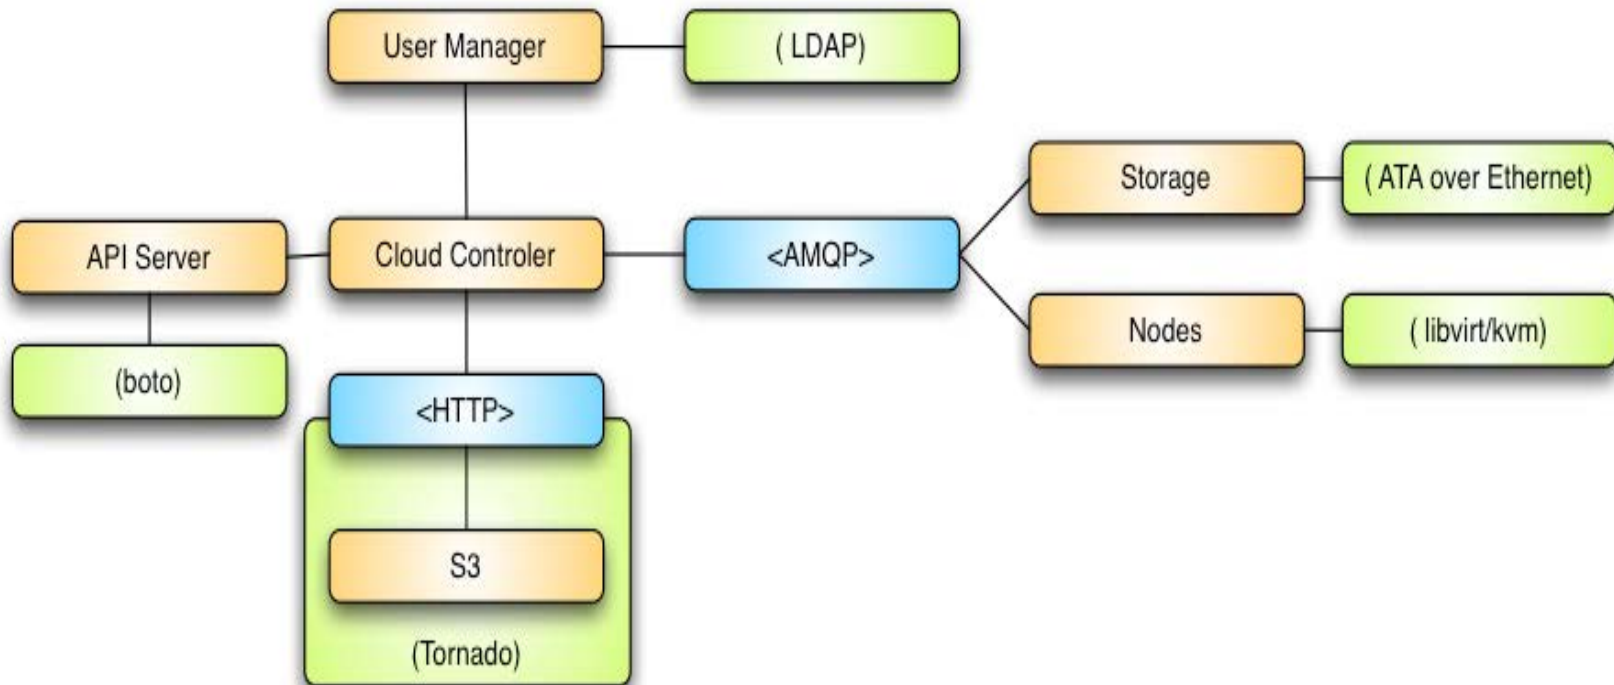 User Manager
( LDAP)
Storage
( ATA over Ethernet)
API Server
Cloud Controler
<AMQP>
Nodes
( libvirt/kvm)
(boto)
<HTTP>
S3
(Tornado)